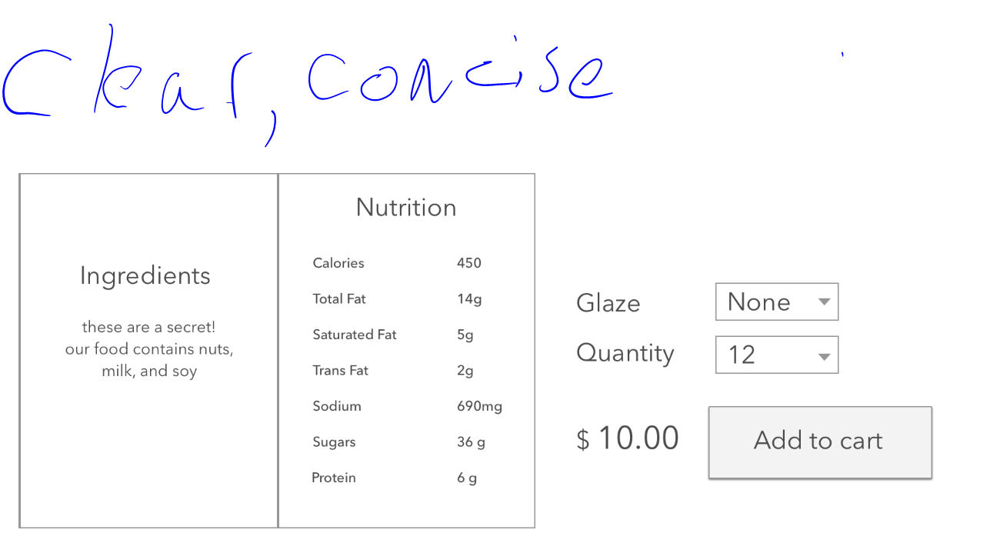 Clear, concise
Ingredients
these are a secret!
our food contains nuts,
milk, and soy
Nutrition
Calories 450
Total Fat 14g
Saturated Fat 5g
Trans Fat 2g
Sodium 690mg
Sugars 36 g
Protein 6 g
Glaze None
Quantity 12
$ 10.00 Add to cart